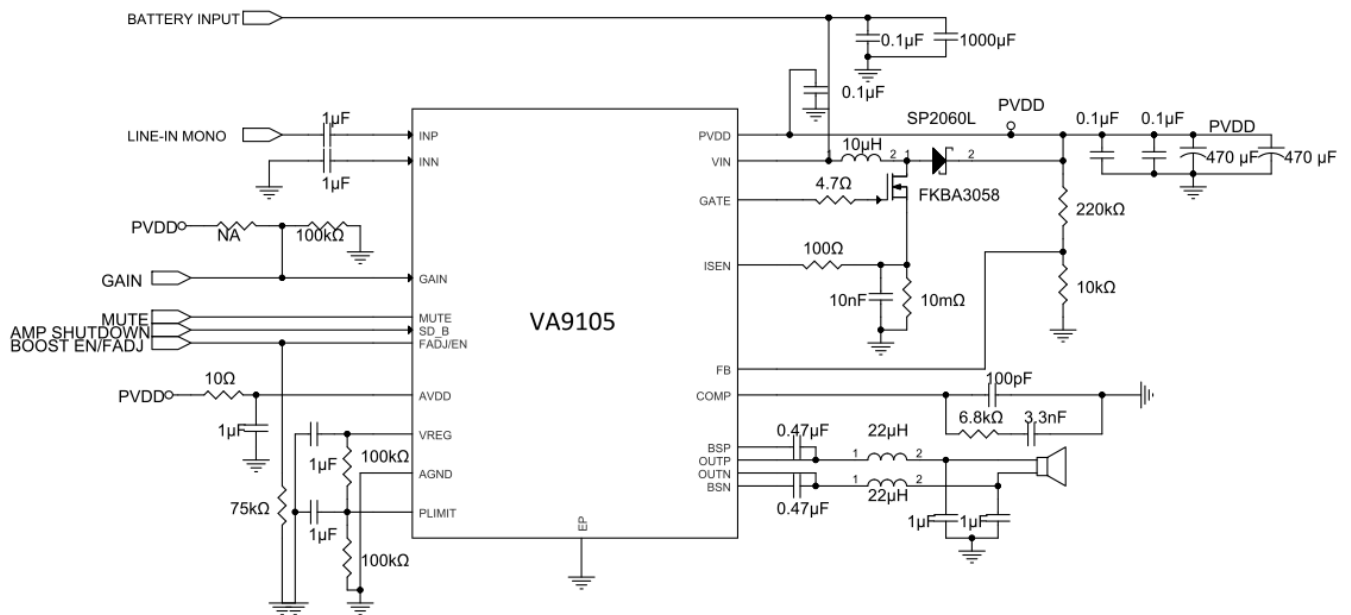 BATTERY INPUT
0.1µF
1000µF
0.1µF
PVDD
SP2060L
LINE-IN MONO
1µF
1µF
INP
INN
PVDD
VIN
1
10µH
2
1
2
0.1µF
0.1µF
PVDD
470 µF
470 µF
GATE
4.7Ω
FKBA3058
220kΩ
PVDD
NA
100kΩ
GAIN
GAIN
ISEN
100Ω
10nF
10mΩ
10kΩ
MUTE
AMP SHUTDOWN
BOOST EN/FADJ
MUTE
SD_B
FADJ/EN
VA9105
FB
PVDD
10Ω
1µF
AVDD
COMP
100pF
6.8kΩ
3.3nF
VREG
1µF
100kΩ
AGND
75kΩ
PLIMIT
1µF
100kΩ
BSP
OUTP
OUTN
BSN
0.47µF
22µH
1
2
1
2
0.47µF
22µH
1µF
1µF
EP